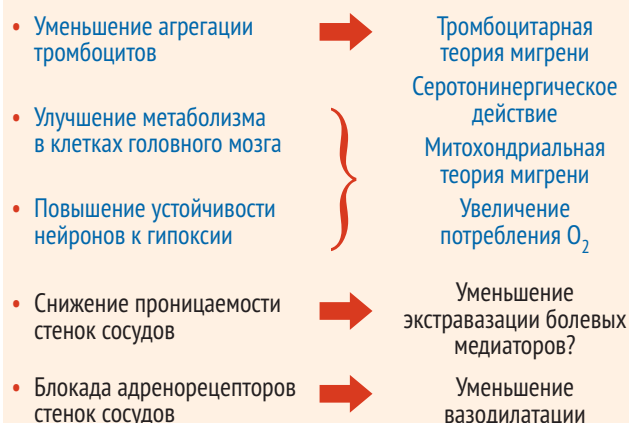 • Уменьшение агрегации
тромбоцитов
Тромбоцитарная
теория мигрени
Серотонинергическое
действие
• Улучшение метаболизма
в клетках головного мозга
Митохондриальная
теория мигрени
• Повышение устойчивости
нейронов к гипоксии
Увеличение
потребления O₂
• Снижение проницаемости
стенок сосудов
Уменьшение
экстравазации болевых
медиаторов?
• Блокада адренорецепторов
стенок сосудов
Уменьшение
вазодилатации